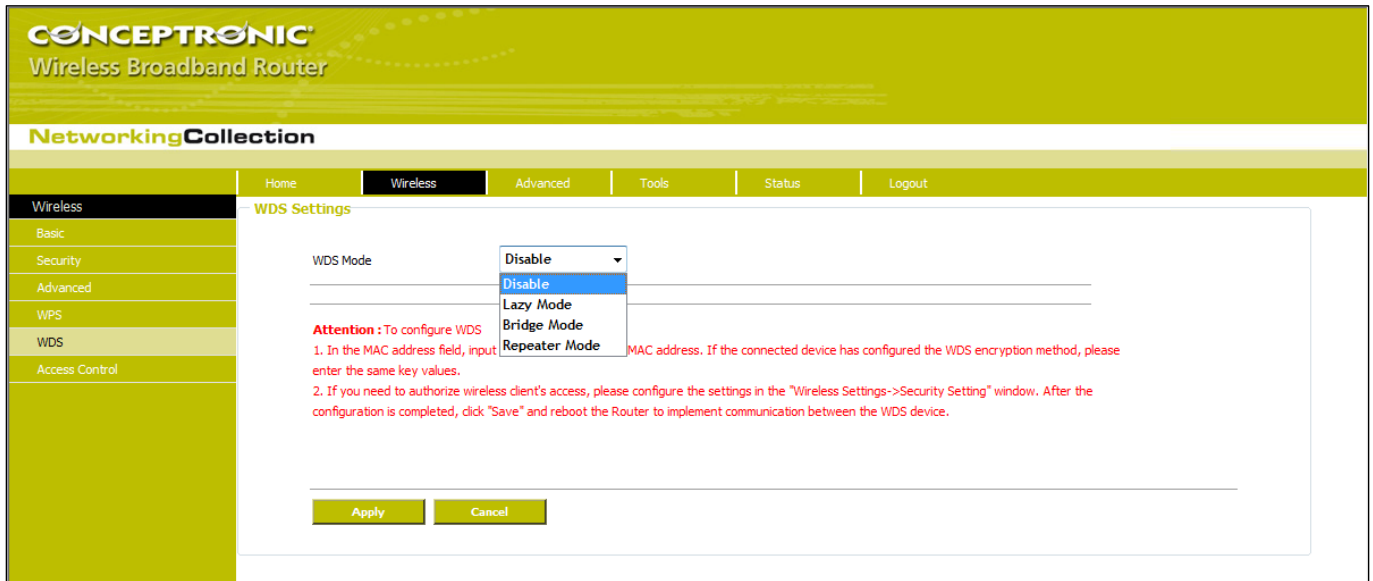 CONCEPTRONIC®
Wireless Broadband Router
NetworkingCollection
Home Wireless Advanced Tools Status Logout
Wireless
Basic
Security
Advanced
WPS
WDS
Access Control
WDS Settings
WDS Mode Disable
Disable
Lazy Mode
Bridge Mode
Repeater Mode
Attention : To configure WDS
1. In the MAC address field, input MAC address. If the connected device has configured the WDS encryption method, please
enter the same key values.
2. If you need to authorize wireless client's access, please configure the settings in the "Wireless Settings->Security Setting" window. After the
configuration is completed, click "Save" and reboot the Router to implement communication between the WDS device.
Apply Cancel